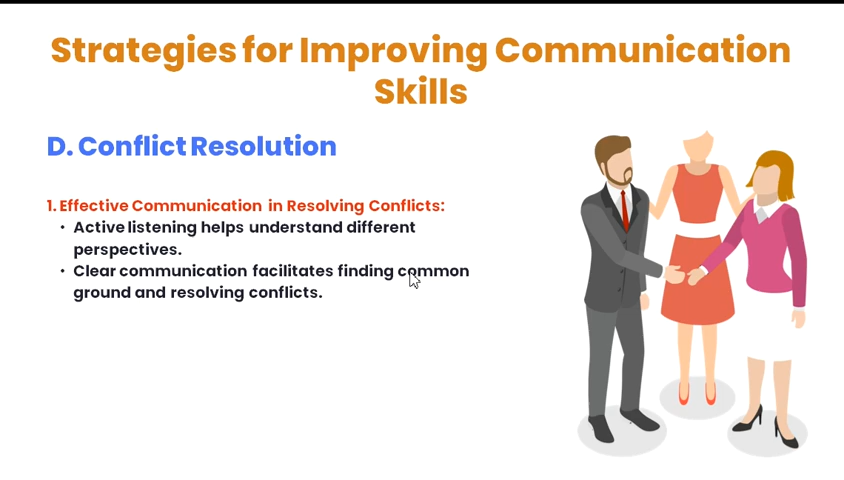 Strategies for Improving Communication
Skills
D. Conflict Resolution
1. Effective Communication in Resolving Conflicts:
• Active listening helps understand different
perspectives.
• Clear communication facilitates finding common
ground and resolving conflicts.